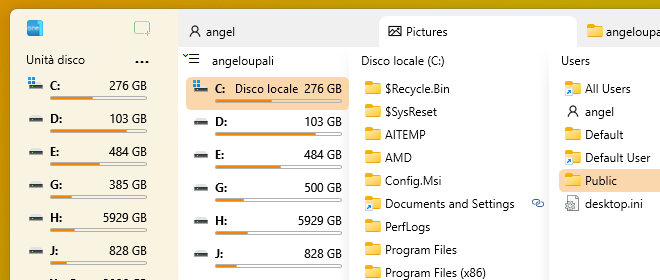 one
angel
Pictures
angeloupa
Unità disco
...
C: 276 GB
D: 103 GB
E: 484 GB
G: 385 GB
H: 5929 GB
J: 828 GB
angeloupali
C: Disco locale 276 GB
D: 103 GB
E: 484 GB
G: 500 GB
H: 5929 GB
J: 828 GB
Disco locale (C:)
$Recycle.Bin
$SysReset
AITEMP
AMD
Config.Msi
Documents and Settings
PerfLogs
Program Files
Program Files (x86)
Users
All Users
angel
Default
Default User
Public
desktop.ini